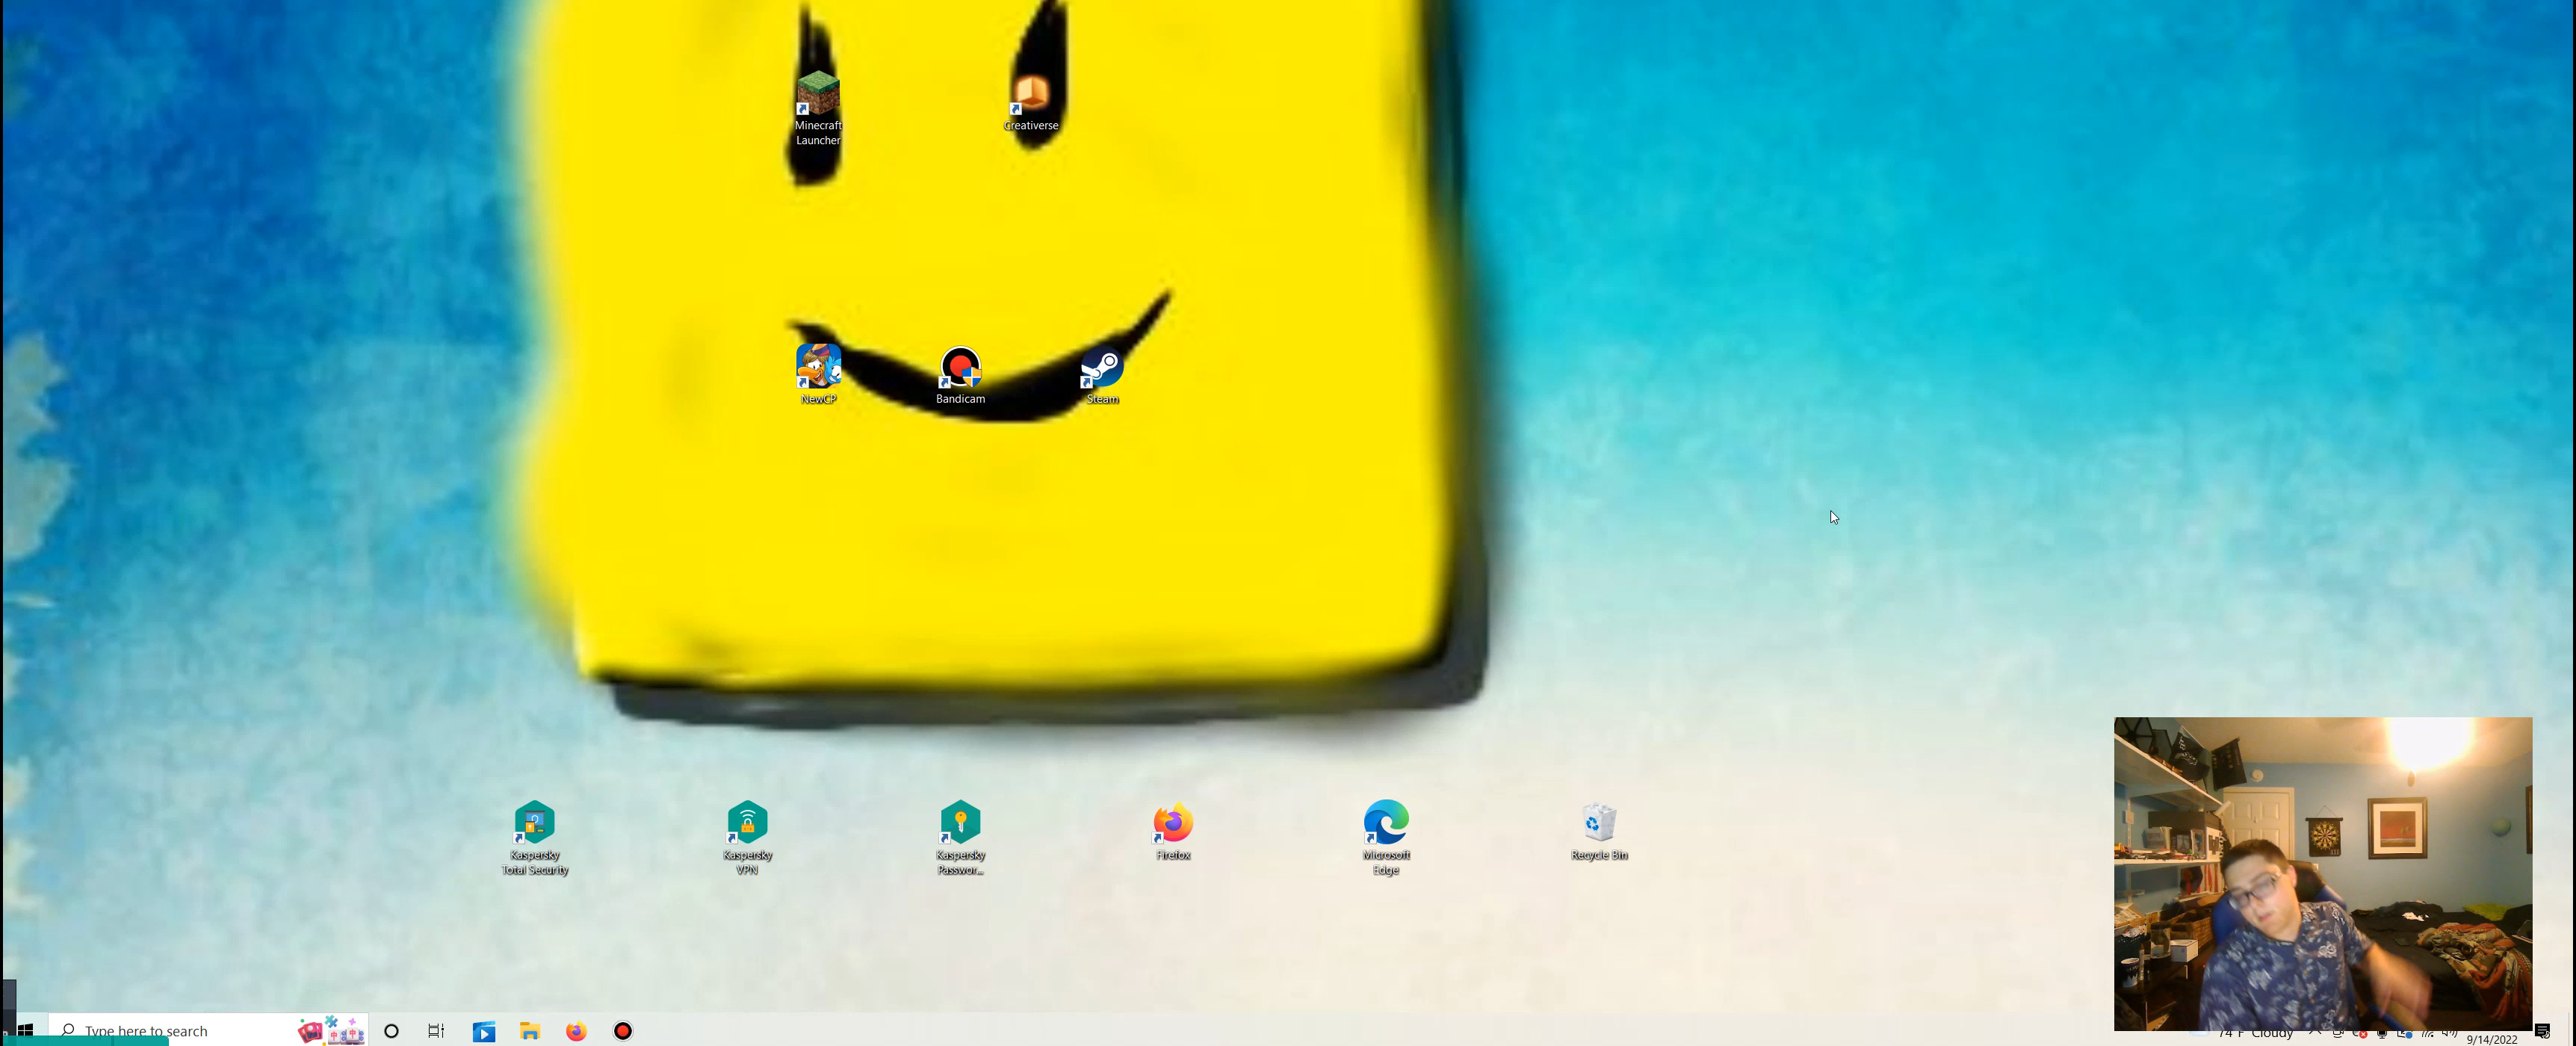 Minecraft
Launcher
Creativerse
NewCP
Bandicam
Steam
Kaspersky
Total Security
Kaspersky
VPN
Kaspersky
Passwor...
Firefox
Microsoft
Edge
Recycle Bin
Type here to search
Cloudy
9/14/2022